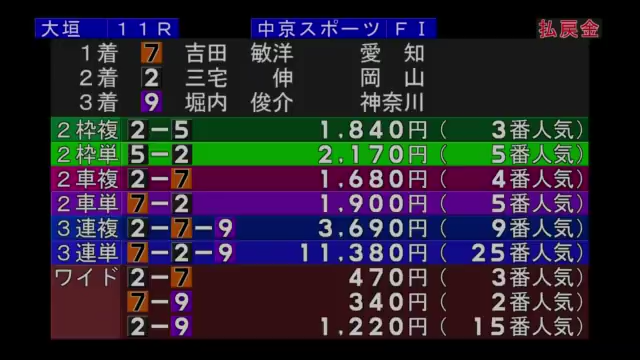 大垣 11R 中京スポーツFⅠ 払戻金
1着 7 吉田 敏洋 愛知
2着 2 三宅 伸 岡山
3着 9 堀内 俊介 神奈川
2枠複 2-5 1,840円( 3番人気)
2枠単 5-2 2,170円( 5番人気)
2車複 2-7 1,680円( 4番人気)
2車単 7-2 1,900円( 5番人気)
3連複 2-7-9 3,690円( 9番人気)
3連単 7-2-9 11,380円( 25番人気)
ワイド 2-7 470円( 3番人気)
7-9 340円( 2番人気)
2-9 1,220円( 15番人気)